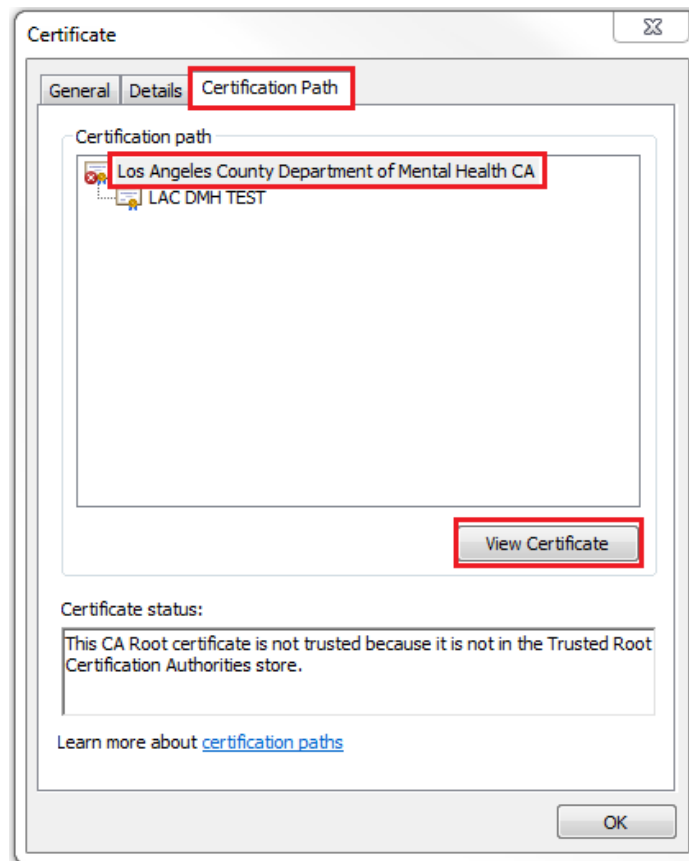 Certificate
General Details Certification Path
Certification path
Los Angeles County Department of Mental Health CA
LAC DMH TEST
View Certificate
Certificate status:
This CA Root certificate is not trusted because it is not in the Trusted Root
Certification Authorities store.
Learn more about certification paths
OK